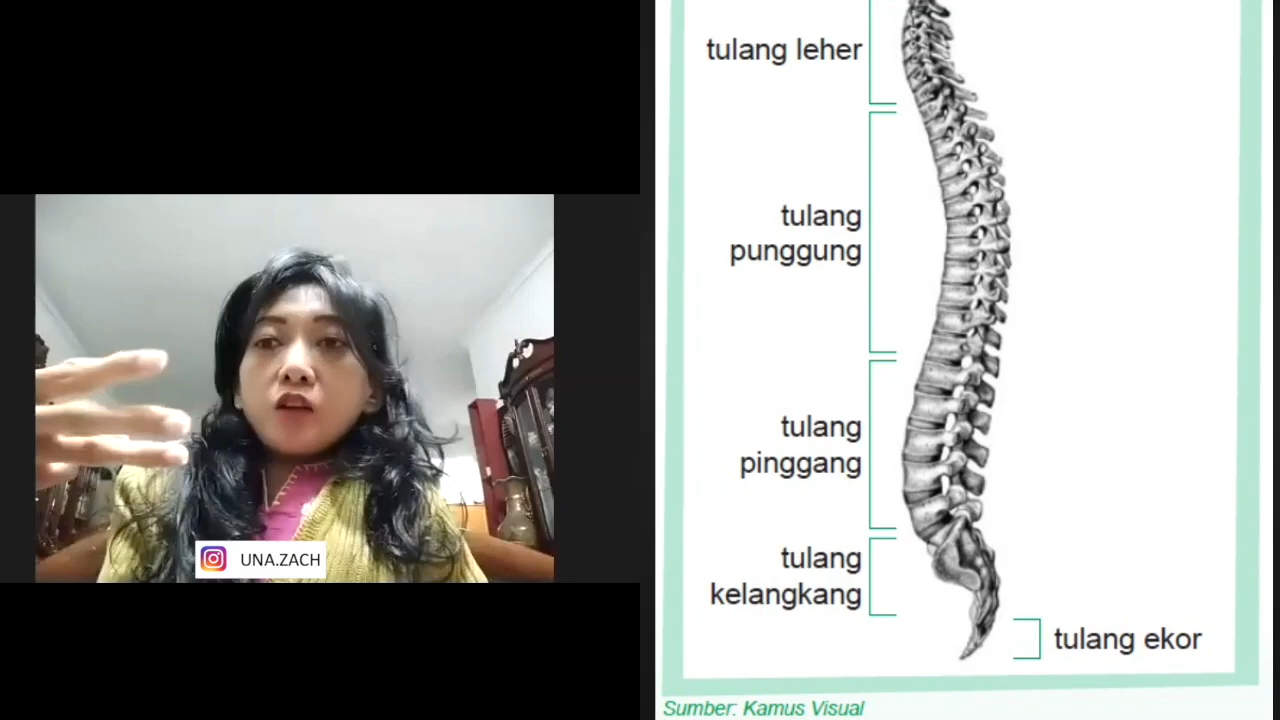 UNA.ZACH
tulang leher
tulang
punggung
tulang
pinggang
tulang
kelangkang
tulang ekor
Sumber: Kamus Visual